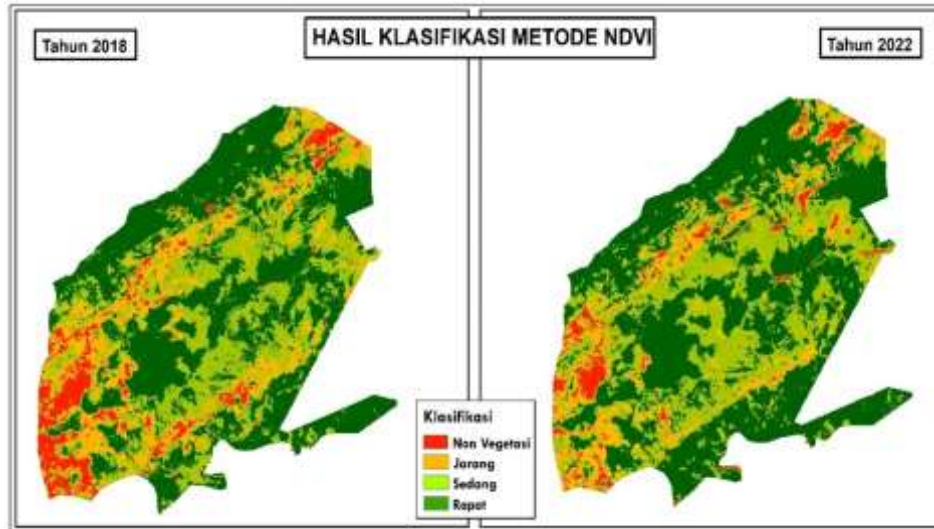 HASIL KLASIFIKASI METODE NDVI
Tahun 2018
Tahun 2022
Klasifikasi
Non Vegetasi
Jarang
Sedang
Rapat